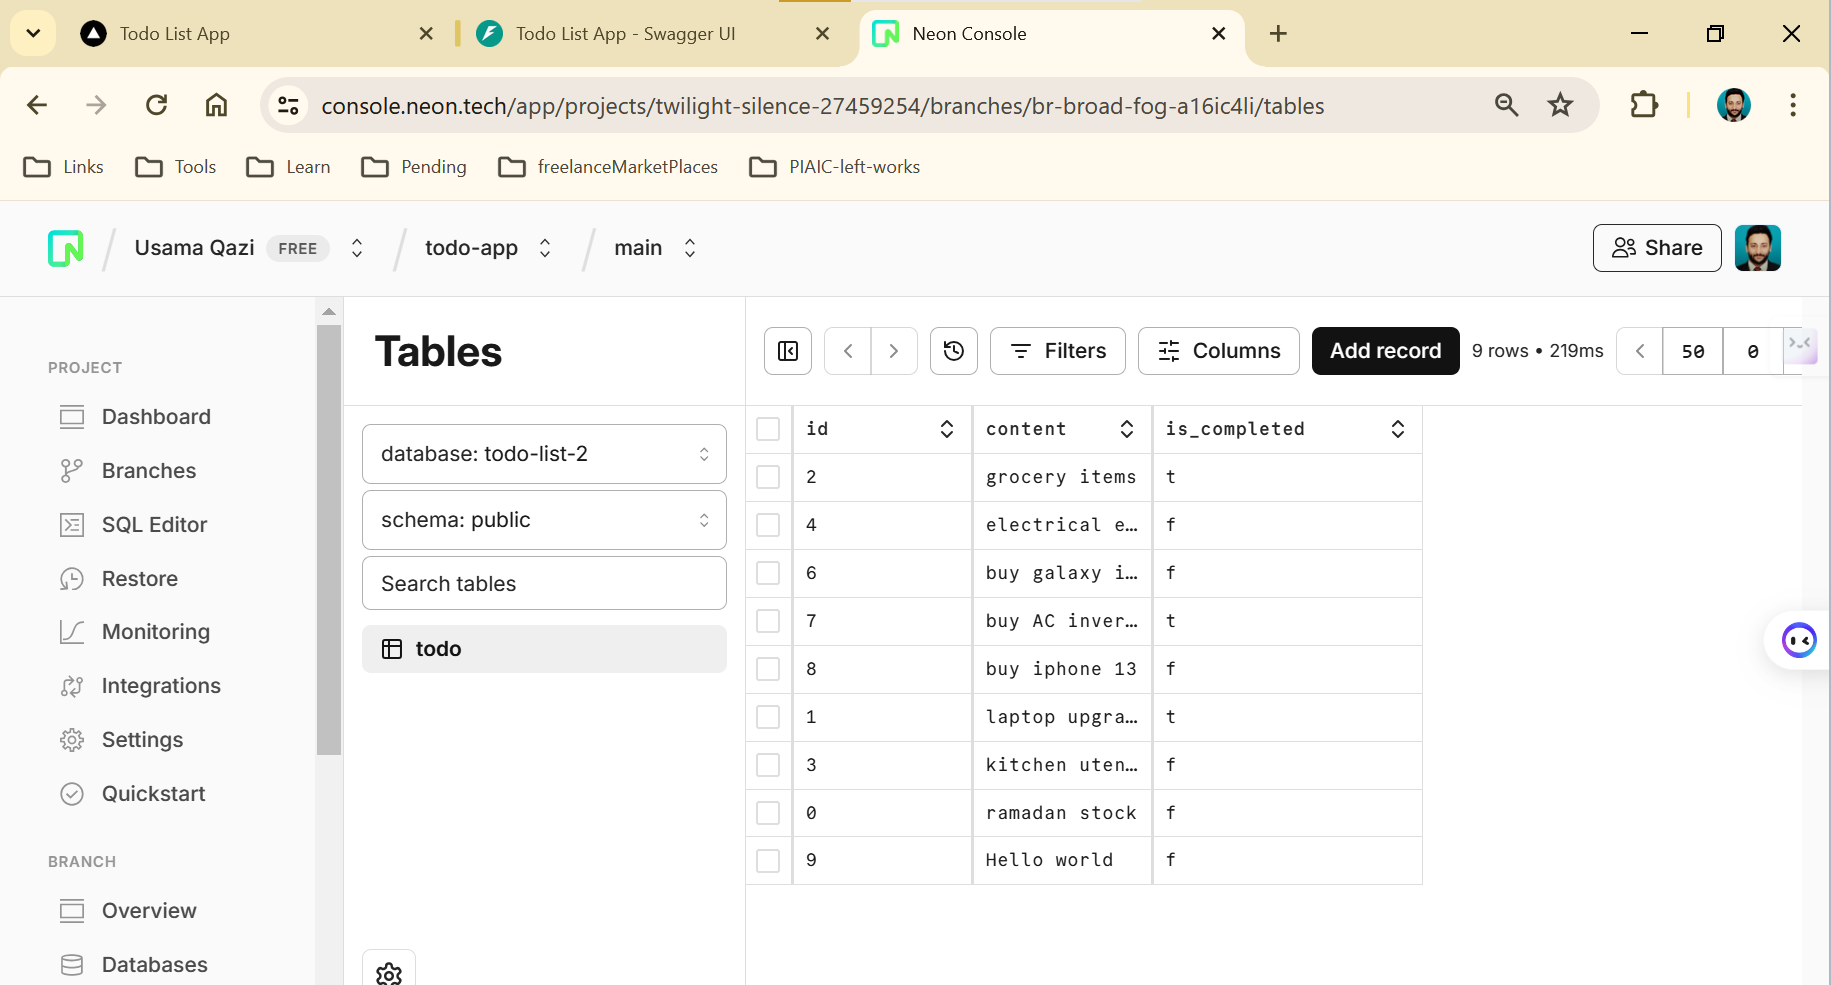 Todo List App
Todo List App - Swagger UI
Neon Console
console.neon.tech/app/projects/twilight-silence-27459254/branches/br-broad-fog-a16ic4li/tables
Links
Tools
Learn
Pending
freelanceMarketPlaces
PIAIC-left-works
Usama Qazi FREE
todo-app
main
Share
PROJECT
Dashboard
Branches
SQL Editor
Restore
Monitoring
Integrations
Settings
Quickstart
BRANCH
Overview
Databases
Tables
database: todo-list-2
schema: public
Search tables
todo
Filters
Columns
Add record
9 rows • 219ms
50
0
id content is_completed
2 grocery items t
4 electrical e… f
6 buy galaxy i… f
7 buy AC inver… t
8 buy iphone 13 f
1 laptop upgra… t
3 kitchen uten… f
0 ramadan stock f
9 Hello world f